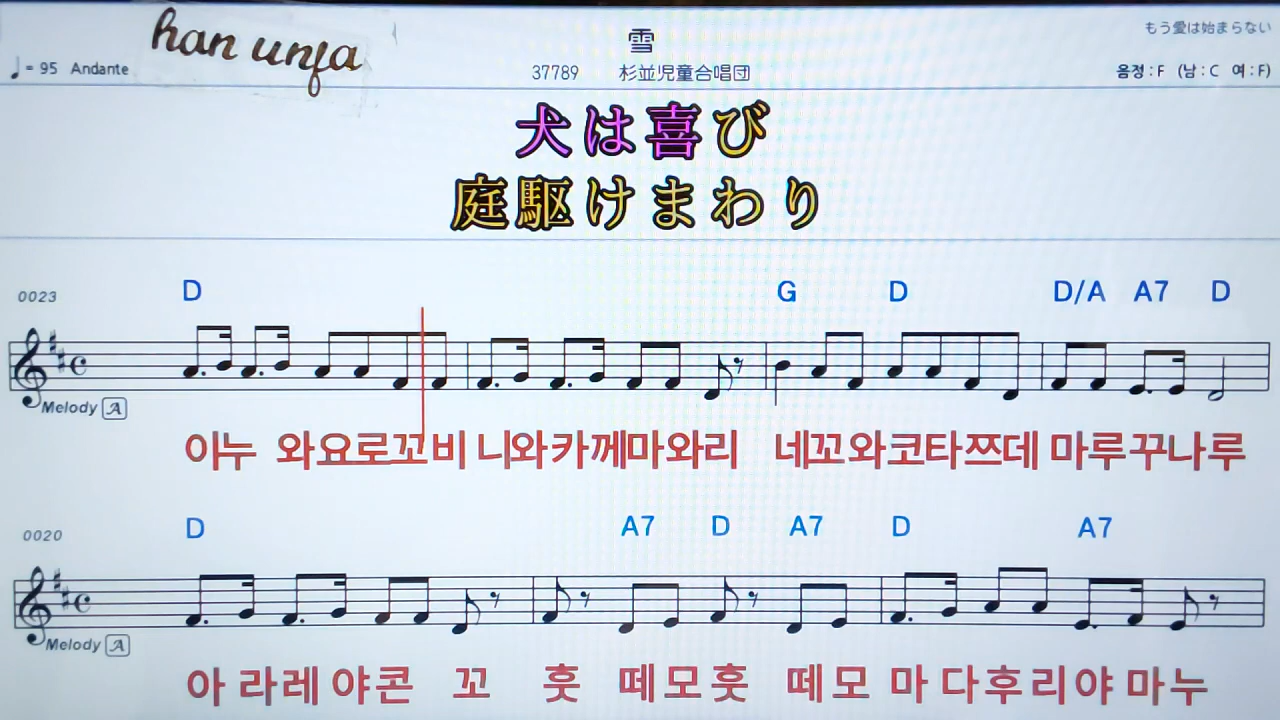 han unja
雪
もう愛は始まらない
♩= 95 Andante
37789 杉並児童合唱団
음정 : F (남 : C 여 : F)
犬は喜び
庭駆けまわり
0023
D G D D/A A7 D
Melody A
이누 와요로꼬비 니와카께마와리 네꼬와코타쯔데 마루꾸나루
0020
D A7 D A7 D A7
Melody A
아 라레 야콘 꼬 훗 떼모훗 떼모 마 다후리야 마누